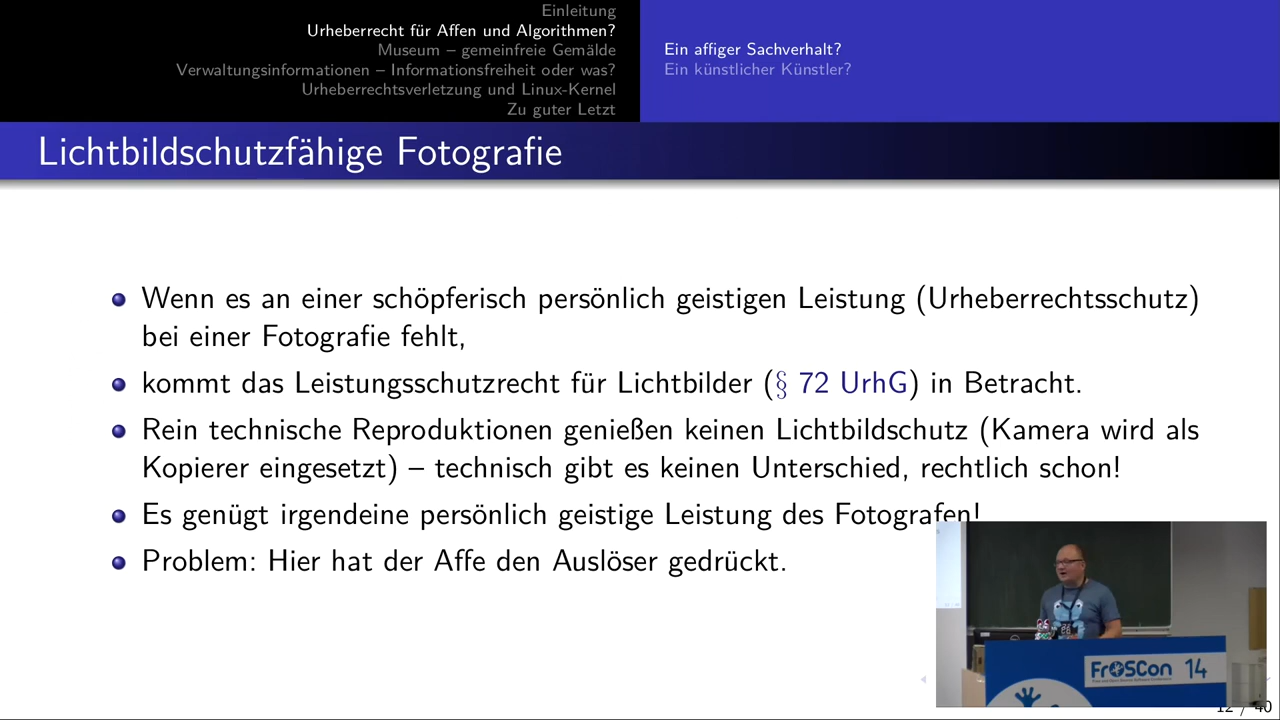 Einleitung
Urheberrecht für Affen und Algorithmen?
Museum – gemeinfreie Gemälde
Verwaltungsinformationen – Informationsfreiheit oder was?
Urheberrechtsverletzung und Linux-Kernel
Zu guter Letzt
Ein affiger Sachverhalt?
Ein künstlicher Künstler?
Lichtbildschutzfähige Fotografie
Wenn es an einer schöpferisch persönlich geistigen Leistung (Urheberrechtsschutz)
bei einer Fotografie fehlt,
kommt das Leistungsschutzrecht für Lichtbilder (§ 72 UrhG) in Betracht.
Rein technische Reproduktionen genießen keinen Lichtbildschutz (Kamera wird als
Kopierer eingesetzt) – technisch gibt es keinen Unterschied, rechtlich schon!
Es genügt irgendeine persönlich geistige Leistung des Fotografen!
Problem: Hier hat der Affe den Auslöser gedrückt.
FrOSCon 14
12 / 40